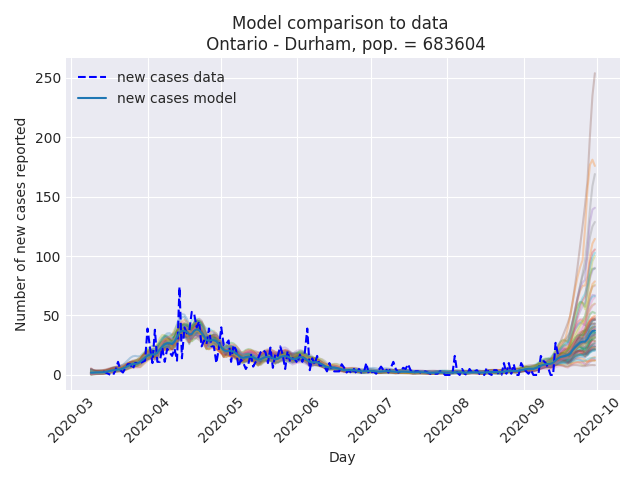 Model comparison to data
Ontario - Durham, pop. = 683604
new cases data
new cases model
Number of new cases reported
250
200
150
100
50
0
2020-03
2020-04
2020-05
2020-06
2020-07
2020-08
2020-09
2020-10
Day